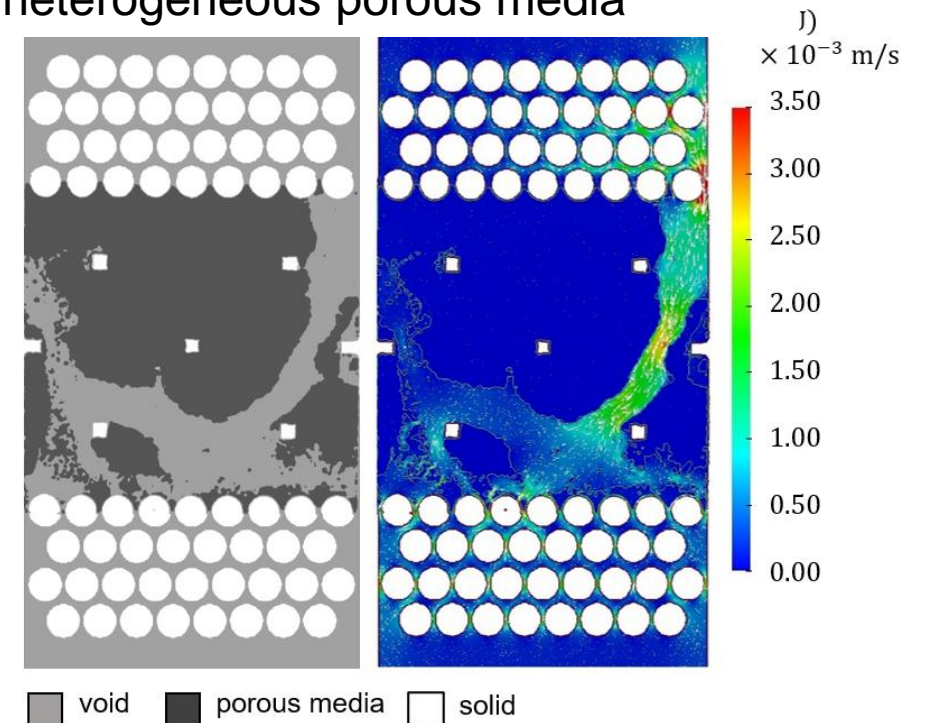 heterogeneous porous media
J)
× 10⁻³ m/s
3.50
3.00
2.50
2.00
1.50
1.00
0.50
0.00
void porous media solid